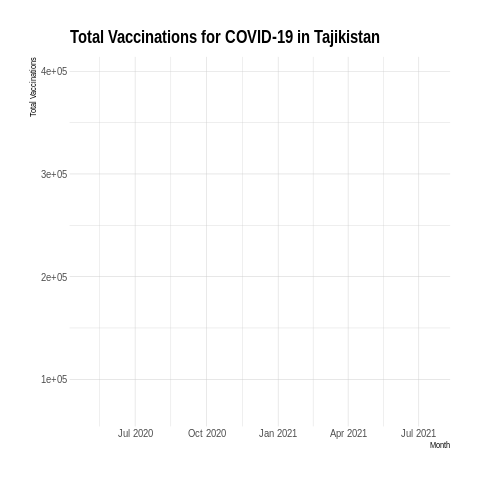 Total Vaccinations for COVID-19 in Tajikistan
Total Vaccinations
4e+05
3e+05
2e+05
1e+05
Jul 2020 Oct 2020 Jan 2021 Apr 2021 Jul 2021
Month